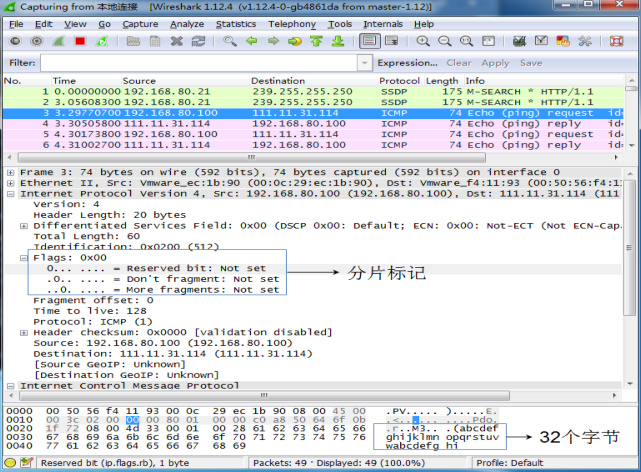 Capturing from 本地连接 [Wireshark 1.12.4 (v1.12.4-0-gb4861da from master-1.12)]
File Edit View Go Capture Analyze Statistics Telephony Tools Internals Help
Filter: Expression... Clear Apply Save
No. Time Source Destination Protocol Length Info
1 0.00000000 192.168.80.21 239.255.255.250 SSDP 175 M-SEARCH * HTTP/1.1
2 3.05608300 192.168.80.21 239.255.255.250 SSDP 175 M-SEARCH * HTTP/1.1
3 3.29770700 192.168.80.100 111.11.31.114 ICMP 74 Echo (ping) request id=
4 3.30505800 111.11.31.114 192.168.80.100 ICMP 74 Echo (ping) reply id=
5 4.30173800 192.168.80.100 111.11.31.114 ICMP 74 Echo (ping) request id=
6 4.31002700 111.11.31.114 192.168.80.100 ICMP 74 Echo (ping) reply id=
Frame 3: 74 bytes on wire (592 bits), 74 bytes captured (592 bits) on interface 0
Ethernet II, Src: Vmware_ec:1b:90 (00:0c:29:ec:1b:90), Dst: Vmware_f4:11:93 (00:50:56:f4:1
Internet Protocol Version 4, Src: 192.168.80.100 (192.168.80.100), Dst: 111.11.31.114 (111
Version: 4
Header Length: 20 bytes
Differentiated Services Field: 0x00 (DSCP 0x00: Default; ECN: 0x00: Not-ECT (Not ECN-Cap
Total Length: 60
Identification: 0x0200 (512)
Flags: 0x00
0... .... = Reserved bit: Not set
.0.. .... = Don't fragment: Not set
..0. .... = More fragments: Not set
分片标记
Fragment offset: 0
Time to live: 128
Protocol: ICMP (1)
Header checksum: 0x0000 [validation disabled]
Source: 192.168.80.100 (192.168.80.100)
Destination: 111.11.31.114 (111.11.31.114)
[Source GeoIP: Unknown]
[Destination GeoIP: Unknown]
Internet Control Message Protocol
0000 00 50 56 f4 11 93 00 0c 29 ec 1b 90 08 00 45 00 .PV..... ).....E.
0010 00 3c 02 00 00 00 80 01 00 00 c0 a8 50 64 6f 0b .<...... ....Pdo.
0020 1f 72 08 00 4d 33 00 01 00 28 61 62 63 64 65 66 .r..M3.. .(abcdef
0030 67 68 69 6a 6b 6c 6d 6e 6f 70 71 72 73 74 75 76 ghijklmn opqrstuv
0040 77 61 62 63 64 65 66 67 68 69 wabcdefg hi
32个字节
Reserved bit (ip.flags.rb), 1 byte Packets: 49 · Displayed: 49 (100.0%) Profile: Default